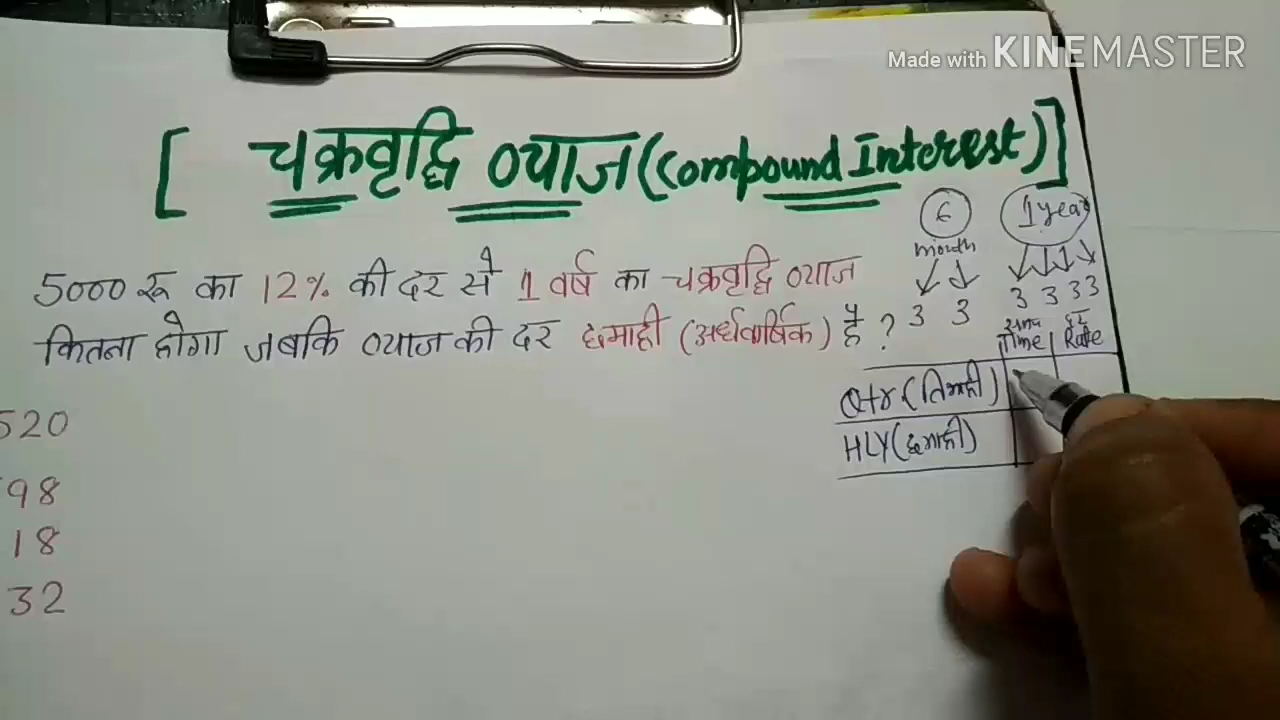 Made with KINEMASTER
[ चक्रवृद्धि ब्याज (Compound Interest) ]
6 month
3 3
1 year
3 3 3 3
5000 रू का 12% की दर से 1 वर्ष का चक्रवृद्धि ब्याज
कितना होगा जबकि ब्याज की दर छमाही (अर्धवार्षिक) है ?
समय दर
Time Rate
Qtr (तिमाही)
HLY (छमाही)
520
98
18
32